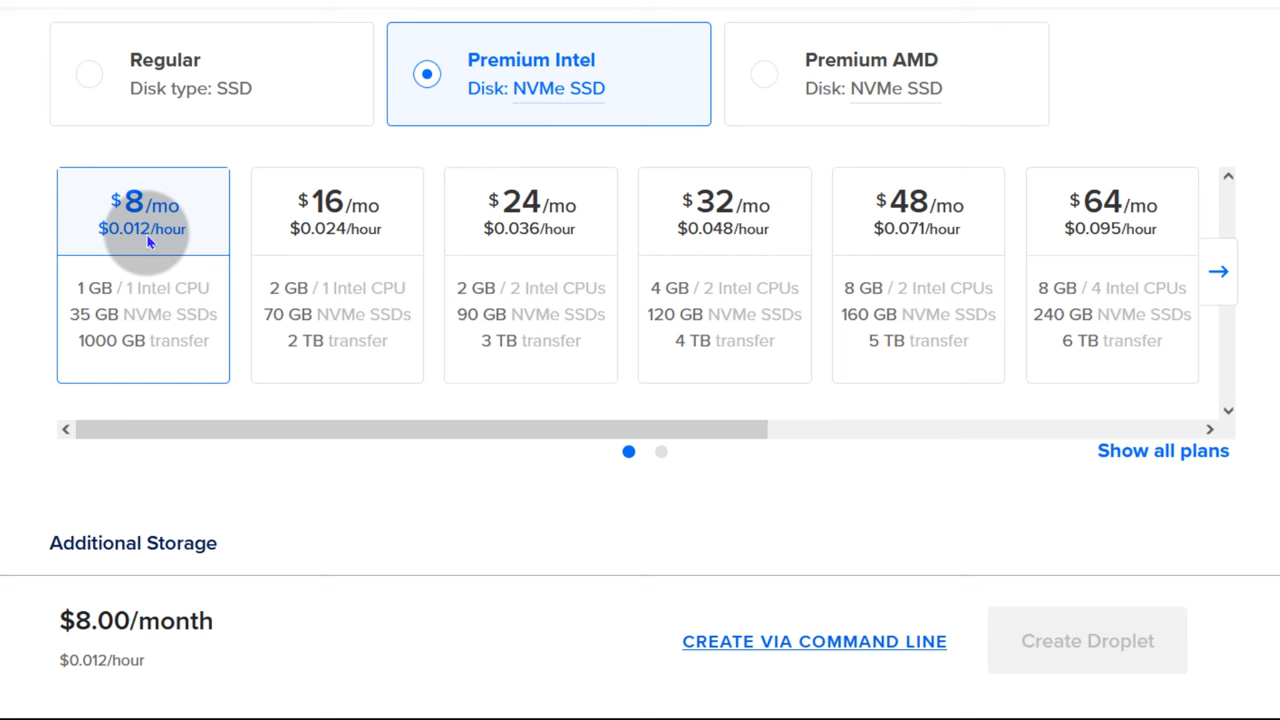 Regular
Disk type: SSD
Premium Intel
Disk: NVMe SSD
Premium AMD
Disk: NVMe SSD
$8/mo
$0.012/hour
1 GB / 1 Intel CPU
35 GB NVMe SSDs
1000 GB transfer
$16/mo
$0.024/hour
2 GB / 1 Intel CPU
70 GB NVMe SSDs
2 TB transfer
$24/mo
$0.036/hour
2 GB / 2 Intel CPUs
90 GB NVMe SSDs
3 TB transfer
$32/mo
$0.048/hour
4 GB / 2 Intel CPUs
120 GB NVMe SSDs
4 TB transfer
$48/mo
$0.071/hour
8 GB / 2 Intel CPUs
160 GB NVMe SSDs
5 TB transfer
$64/mo
$0.095/hour
8 GB / 4 Intel CPUs
240 GB NVMe SSDs
6 TB transfer
Show all plans
Additional Storage
$8.00/month
$0.012/hour
CREATE VIA COMMAND LINE
Create Droplet